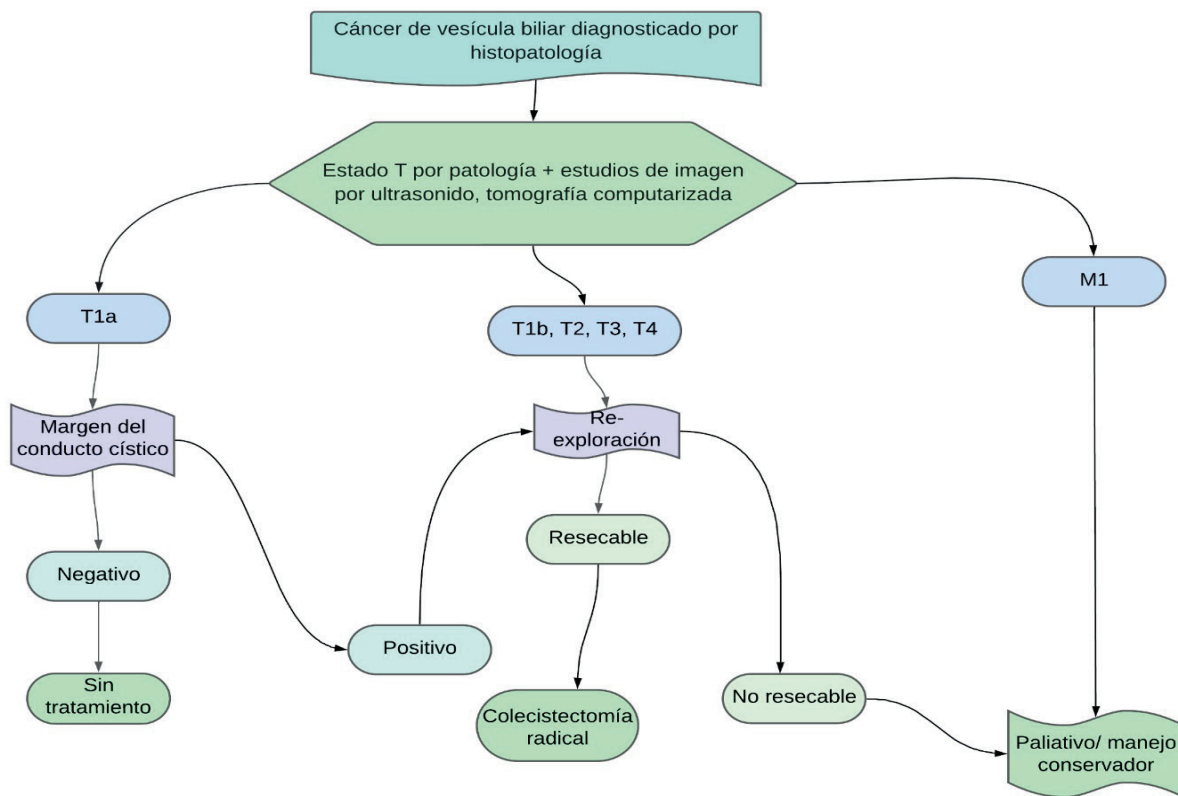 Cáncer de vesícula biliar diagnosticado por
histopatología
Estado T por patología + estudios de imagen
por ultrasonido, tomografía computarizada
T1a
T1b, T2, T3, T4
M1
Margen del
conducto cístico
Re-
exploración
Negativo
Resecable
Positivo
Sin
tratamiento
Colecistectomía
radical
No resecable
Paliativo/ manejo
conservador